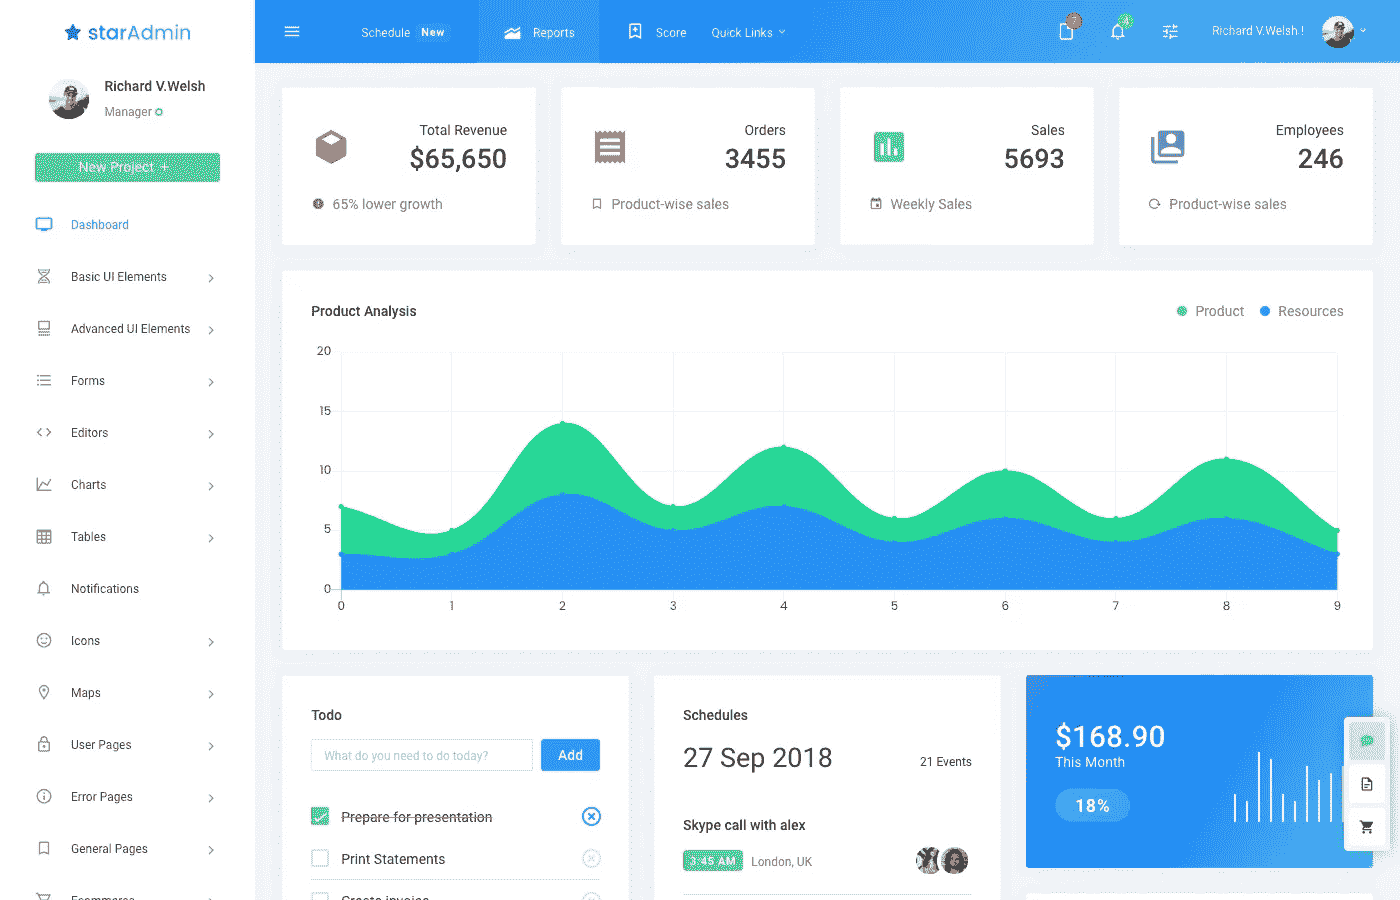 starAdmin
Schedule New
Reports
Score
Quick Links
Richard V.Welsh !
Richard V.Welsh
Manager
New Project +
Dashboard
Basic UI Elements
Advanced UI Elements
Forms
Editors
Charts
Tables
Notifications
Icons
Maps
User Pages
Error Pages
General Pages
Ecommerce
Total Revenue
$65,650
65% lower growth
Orders
3455
Product-wise sales
Sales
5693
Weekly Sales
Employees
246
Product-wise sales
Product Analysis
Product
Resources
20
15
10
5
0
0 1 2 3 4 5 6 7 8 9
Todo
What do you need to do today?
Add
Prepare for presentation
Print Statements
Create invoice
Schedules
27 Sep 2018
21 Events
Skype call with alex
3:45 AM
London, UK
$168.90
This Month
18%